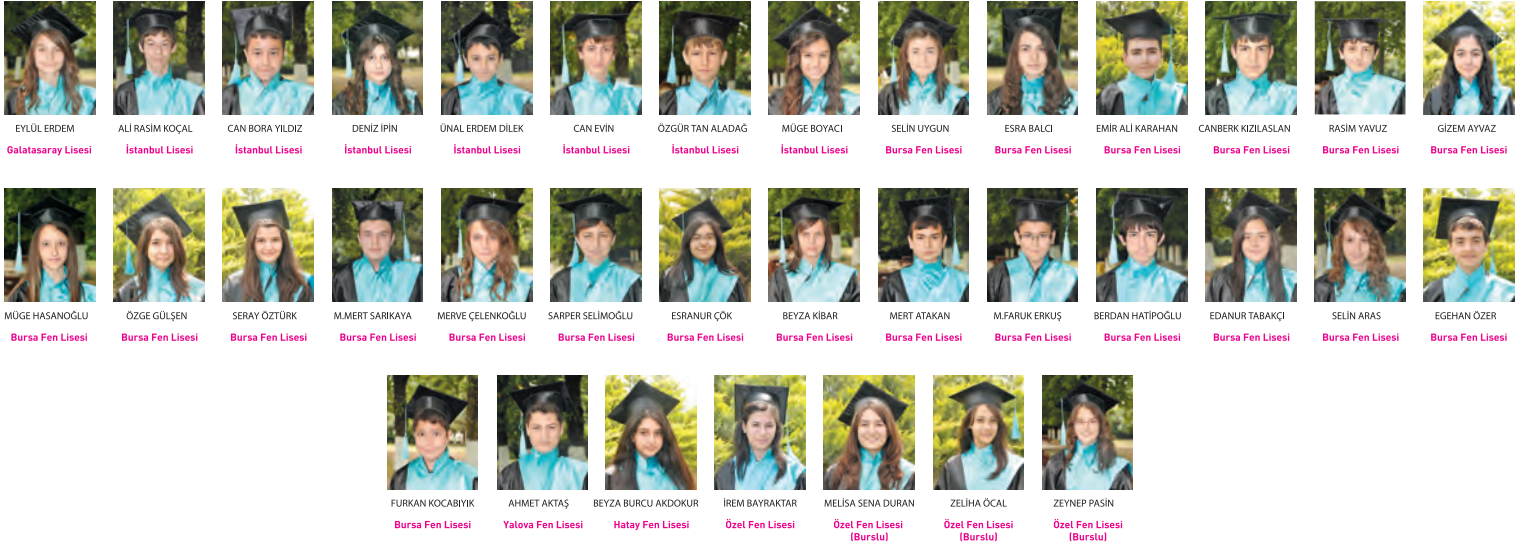 EYLÜL ERDEM ALİ RASİM KOÇAL CAN BORA YILDIZ DENİZ İPİN ÜNAL ERDEM DİLEK CAN EVİN ÖZGÜR TAN ALADAĞ MÜGE BOYACI SELİN UYGUN ESRA BALCI EMİR ALİ KARAHAN CANBERK KIZILASLAN RASİM YAVUZ GİZEM AYVAZ
Galatasaray Lisesi İstanbul Lisesi İstanbul Lisesi İstanbul Lisesi İstanbul Lisesi İstanbul Lisesi İstanbul Lisesi İstanbul Lisesi Bursa Fen Lisesi Bursa Fen Lisesi Bursa Fen Lisesi Bursa Fen Lisesi Bursa Fen Lisesi Bursa Fen Lisesi
MÜGE HASANOĞLU ÖZGE GÜLŞEN SERAY ÖZTÜRK M.MERT SARIKAYA MERVE ÇELENKOĞLU SARPER SELİMOĞLU ESRANUR ÇÖK BEYZA KİBAR MERT ATAKAN M.FARUK ERKUŞ BERDAN HATİPOĞLU EDANUR TABAKÇI SELİN ARAS EGEHAN ÖZER
Bursa Fen Lisesi Bursa Fen Lisesi Bursa Fen Lisesi Bursa Fen Lisesi Bursa Fen Lisesi Bursa Fen Lisesi Bursa Fen Lisesi Bursa Fen Lisesi Bursa Fen Lisesi Bursa Fen Lisesi Bursa Fen Lisesi Bursa Fen Lisesi Bursa Fen Lisesi Bursa Fen Lisesi
FURKAN KOCABIYIK AHMET AKTAŞ BEYZA BURCU AKDOKUR İREM BAYRAKTAR MELİSA SENA DURAN ZELİHA ÖCAL ZEYNEP PASİN
Bursa Fen Lisesi Yalova Fen Lisesi Hatay Fen Lisesi Özel Fen Lisesi Özel Fen Lisesi Özel Fen Lisesi Özel Fen Lisesi
(Burslu) (Burslu) (Burslu)